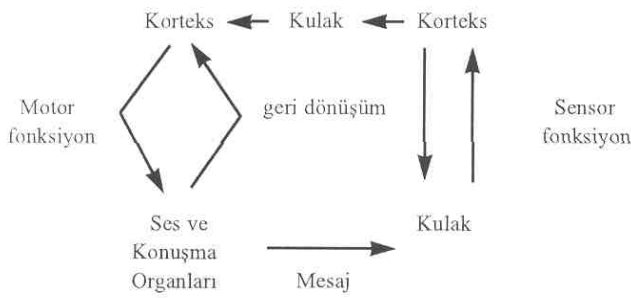 Korteks Kulak Korteks
Motor
fonksiyon
geri dönüşüm
Sensor
fonksiyon
Ses ve
Konuşma
Organları
Mesaj
Kulak